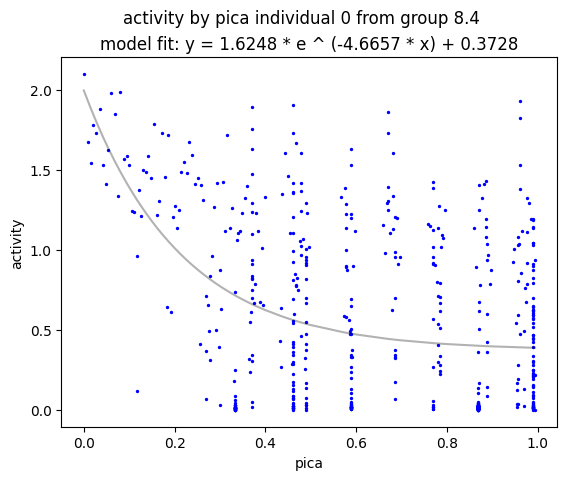 activity by pica individual 0 from group 8.4
model fit: y = 1.6248 * e ^ (-4.6657 * x) + 0.3728
2.0
1.5
1.0
0.5
0.0
activity
0.0 0.2 0.4 0.6 0.8 1.0
pica